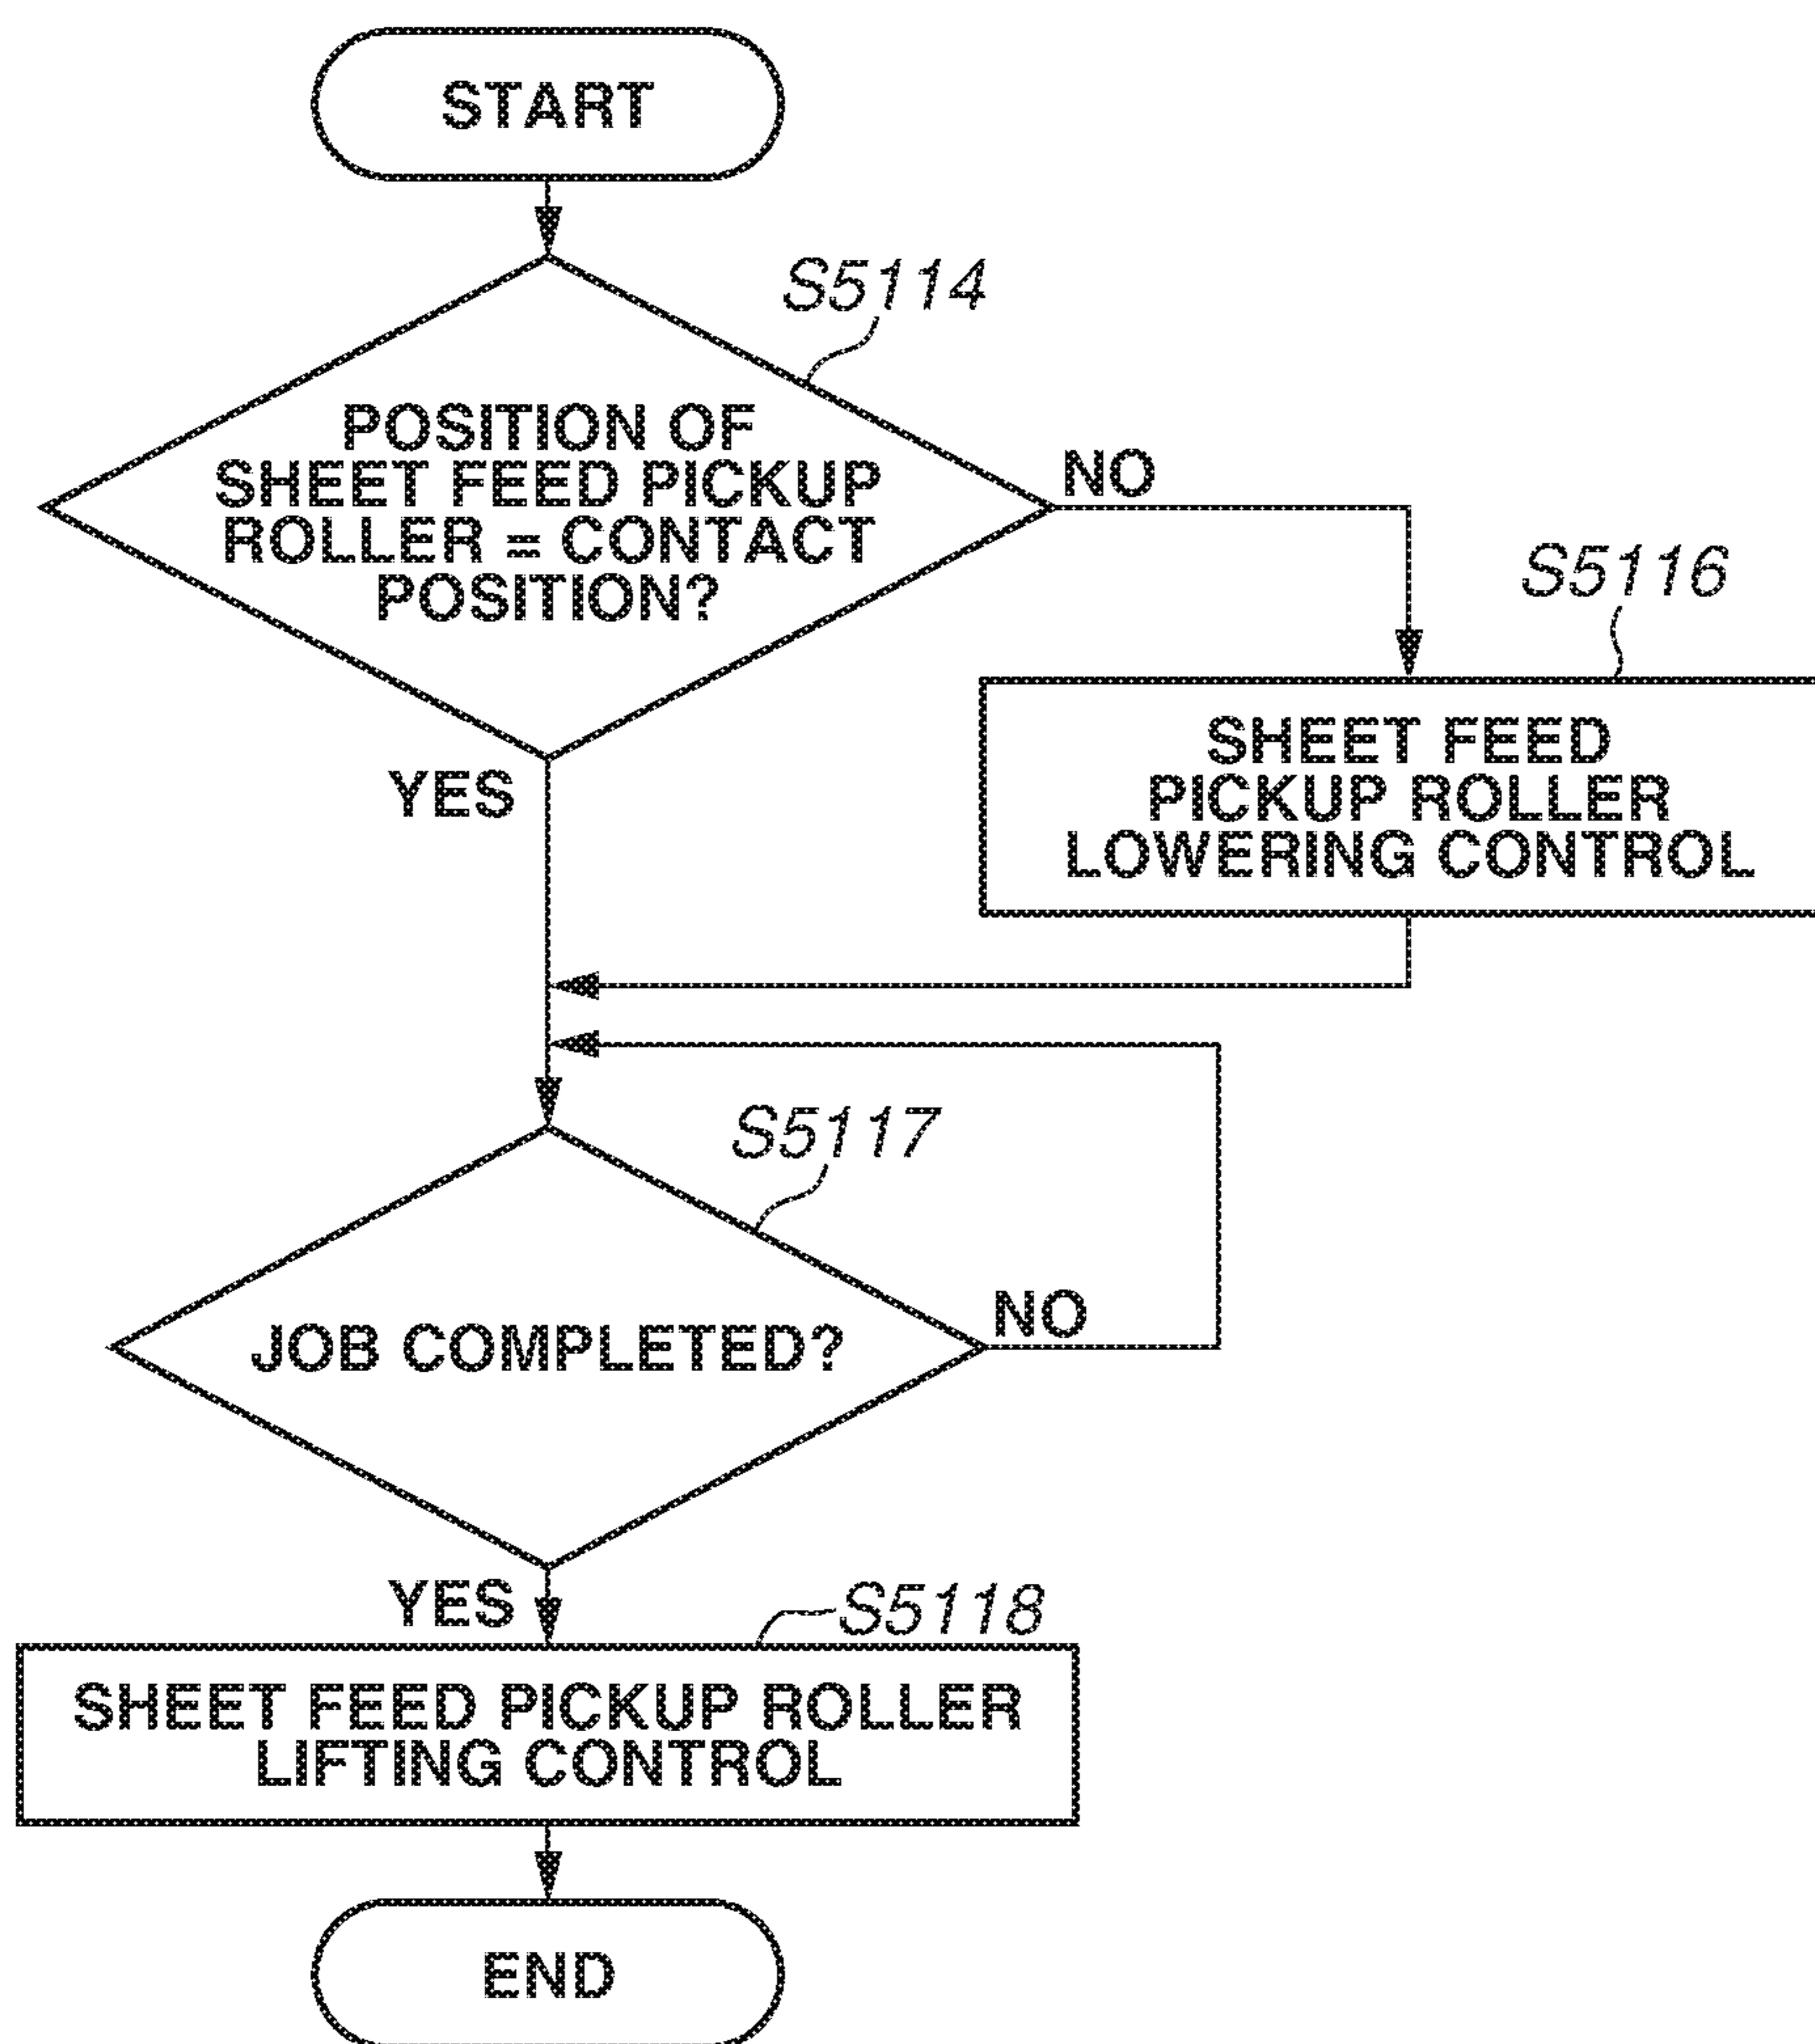 START
S5114
POSITION OF
SHEET FEED PICKUP
ROLLER = CONTACT
POSITION?
NO
YES
S5116
SHEET FEED
PICKUP ROLLER
LOWERING CONTROL
S5117
JOB COMPLETED?
NO
YES
S5118
SHEET FEED PICKUP ROLLER
LIFTING CONTROL
END